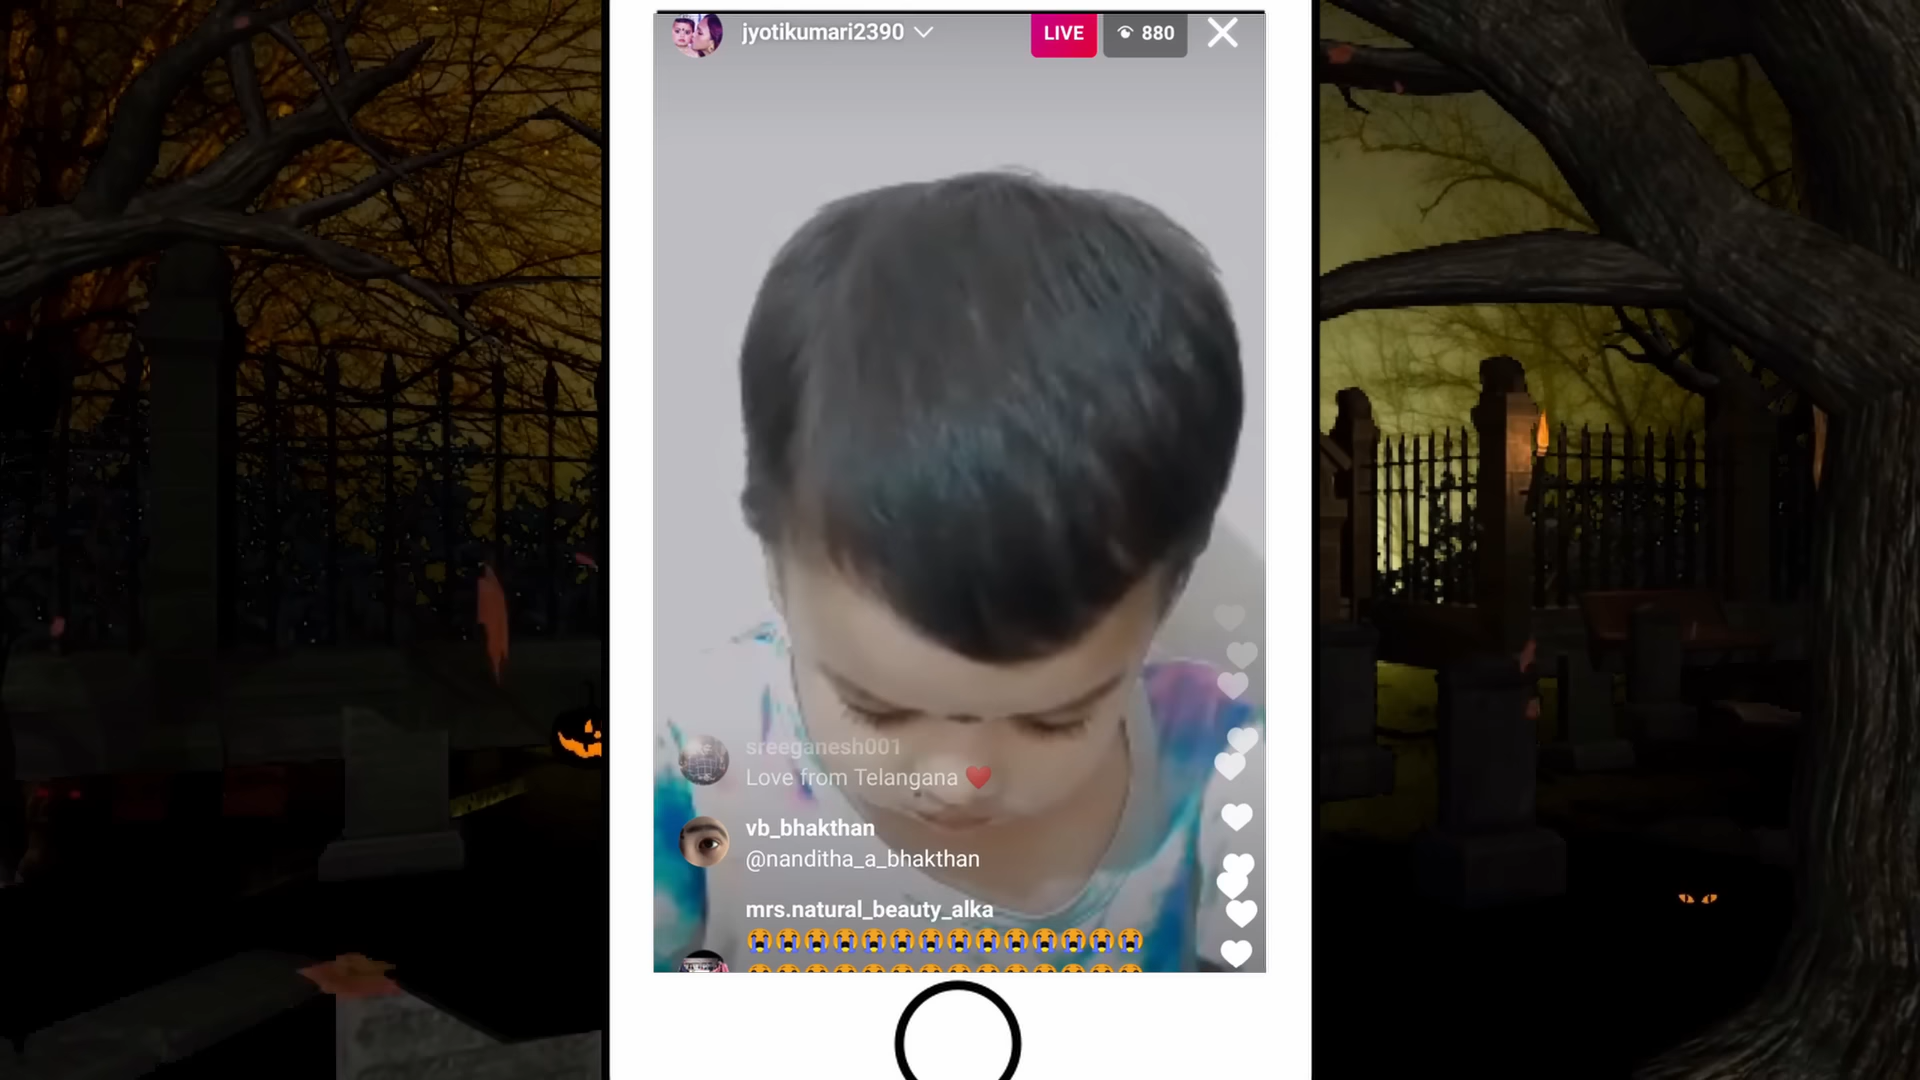 jyotikumari2390
LIVE
880
sreeganesh001
Love from Telangana ❤️
vb_bhakthan
@nanditha_a_bhakthan
mrs.natural_beauty_alka
😭😭😭😭😭😭😭😭😭😭😭😭😭😭